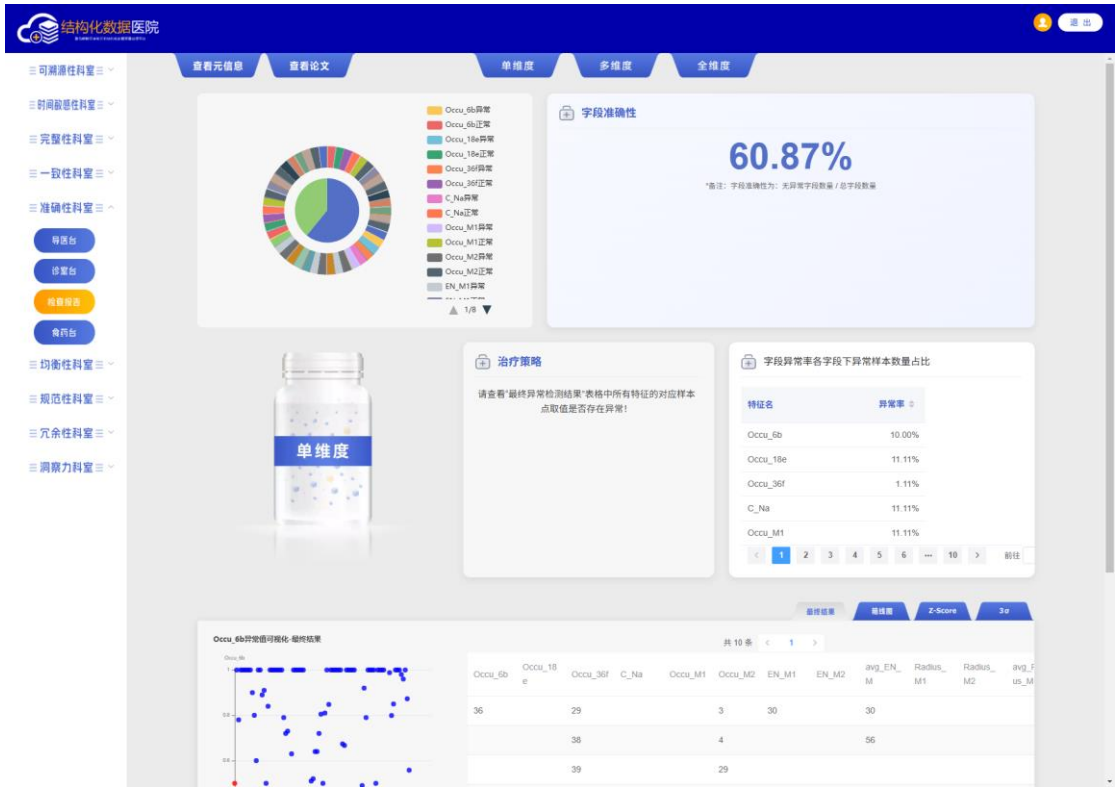 结构化数据医院
退 出
可溯源性科室
时间敏感性科室
完整性科室
一致性科室
准确性科室
导医台
诊室台
检查报告
食药台
均衡性科室
规范性科室
冗余性科室
洞察力科室
查看元信息
查看论文
单维度
多维度
全维度
Occu_6b异常
Occu_6b正常
Occu_18e异常
Occu_18e正常
Occu_36f异常
Occu_36f正常
C_Na异常
C_Na正常
Occu_M1异常
Occu_M1正常
Occu_M2异常
Occu_M2正常
EN_M1异常
1/8
字段准确性
60.87%
*备注：字段准确性为：无异常字段数量 / 总字段数量
单维度
治疗策略
请查看"最终异常检测结果"表格中所有特征的对应样本
点取值是否存在异常!
字段异常率各字段下异常样本数量占比
特征名 异常率
Occu_6b 10.00%
Occu_18e 11.11%
Occu_36f 1.11%
C_Na 11.11%
Occu_M1 11.11%
< 1 2 3 4 5 6 ··· 10 > 前往
最终结果
箱线图
Z-Score
3σ
Occu_6b异常值可视化-最终结果
Occu_6b
1
0.8
0.6
共 10 条 < 1 >
Occu_6b Occu_18e Occu_36f C_Na Occu_M1 Occu_M2 EN_M1 EN_M2 avg_EN_M Radius_M1 Radius_M2
36 29 3 30 30
38 4 56
39 29